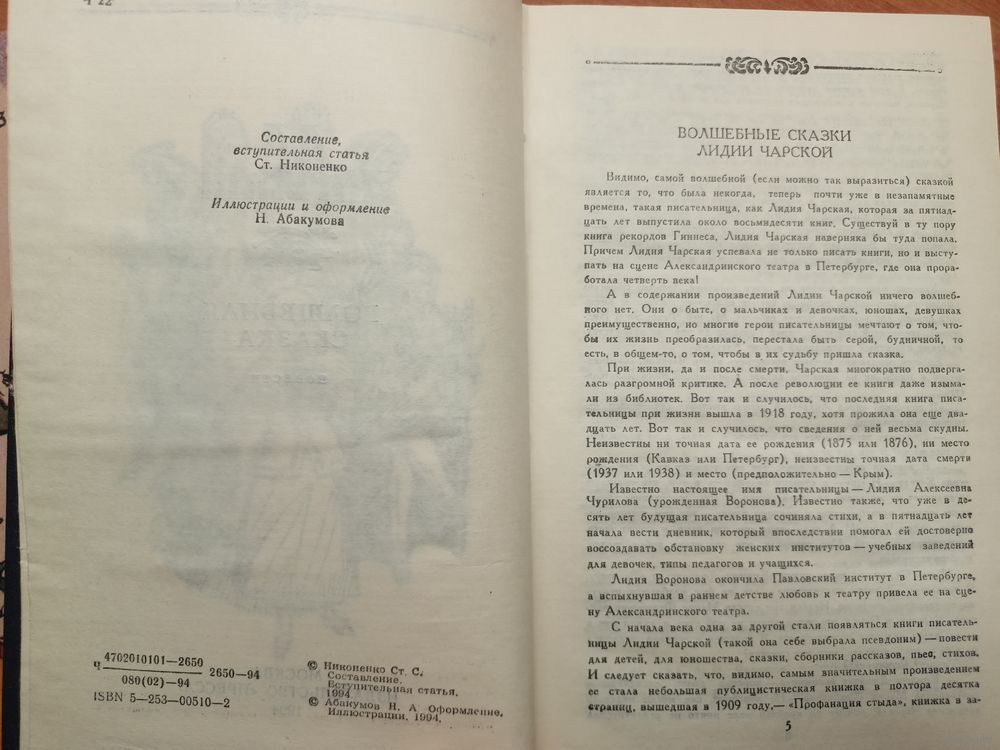 Ч 22
Составление,
вступительная статья
Ст. Никоненко
Иллюстрации и оформление
Н. Абакумова
4702010101—2650
Ч 2650—94
080(02)—94
ISBN 5—253—00510—2
© Никоненко Ст. С.
Составление.
Вступительная статья.
1994.
© Абакумов Н. А. Оформление,
Иллюстрации. 1994.
ВОЛШЕБНЫЕ СКАЗКИ
ЛИДИИ ЧАРСКОЙ
Видимо, самой волшебной (если можно так выразиться) сказкой
является то, что была некогда, теперь почти уже в незапамятные
времена, такая писательница, как Лидия Чарская, которая за пятнад-
цать лет выпустила около восьмидесяти книг. Существуй в ту пору
книга рекордов Гиннеса, Лидия Чарская наверняка бы туда попала.
Причем Лидия Чарская успевала не только писать книги, но и высту-
пать на сцене Александринского театра в Петербурге, где она прора-
ботала четверть века!
А в содержании произведений Лидии Чарской ничего волшеб-
ного нет. Они о быте, о мальчиках и девочках, юношах, девушках
преимущественно, но многие герои писательницы мечтают о том, что-
бы их жизнь преобразилась, перестала быть серой, будничной, то
есть, в общем-то, о том, чтобы в их судьбу пришла сказка.
При жизни, да и после смерти, Чарская многократно подверга-
лась разгромной критике. А после революции ее книги даже изыма-
ли из библиотек. Вот так и случилось, что последняя книга писа-
тельницы при жизни вышла в 1918 году, хотя прожила она еще два-
дцать лет. Вот так и случилось, что сведения о ней весьма скудны.
Неизвестны ни точная дата ее рождения (1875 или 1876), ни место
рождения (Кавказ или Петербург), неизвестны точная дата смерти
(1937 или 1938) и место (предположительно — Крым).
Известно настоящее имя писательницы — Лидия Алексеевна
Чурилова (урожденная Воронова). Известно также, что уже в де-
сять лет будущая писательница сочиняла стихи, а в пятнадцать лет
начала вести дневник, который впоследствии помогал ей достоверно
воссоздавать обстановку женских институтов — учебных заведений
для девочек, типы педагогов и учащихся.
Лидия Воронова окончила Павловский институт в Петербурге,
а вспыхнувшая в раннем детстве любовь к театру привела ее на сце-
ну Александринского театра.
С начала века одна за другой стали появляться книги писатель-
ницы Лидии Чарской (такой она себе выбрала псевдоним) — повести
для детей, для юношества, сказки, сборники рассказов, пьес, стихов.
И следует сказать, что, видимо, самым значительным произведением
ее стала небольшая публицистическая книжка в полтора десятка
страниц, вышедшая в 1909 году,— «Профанация стыда», книжка в за-
5